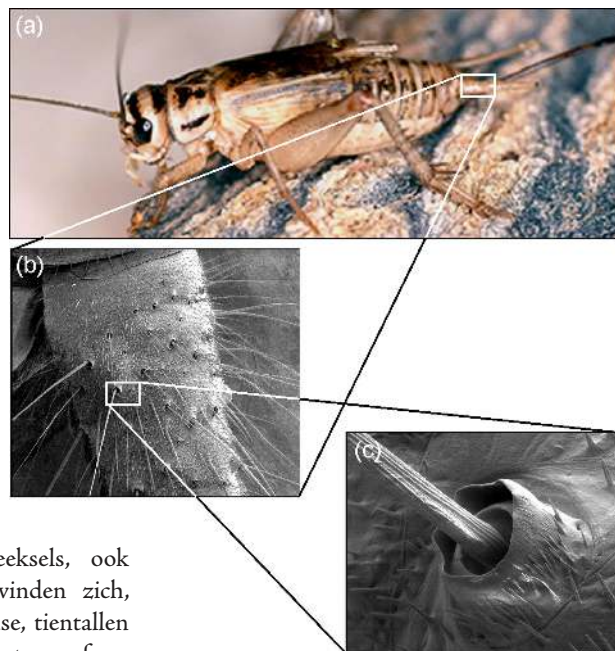 (a)
(b)
(c)
eeksels, ook
vinden zich,
se, tientallen